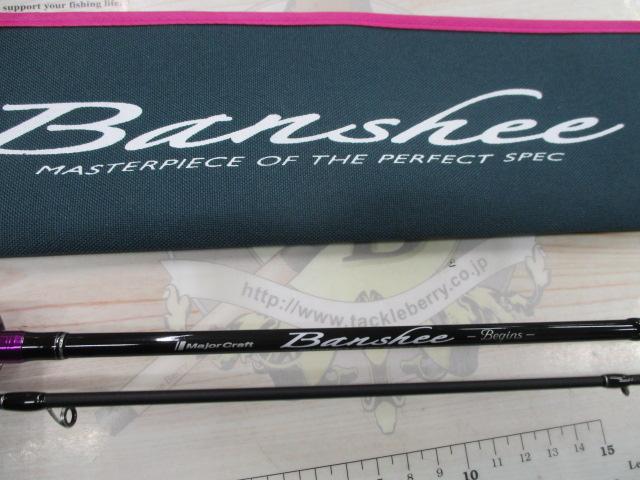 support your fishing life.
Banshee
MASTERPIECE OF THE PERFECT SPEC
http://www.tackleberry.co.jp
Major Craft Banshee - Begins -
10 11 12 13 14 15